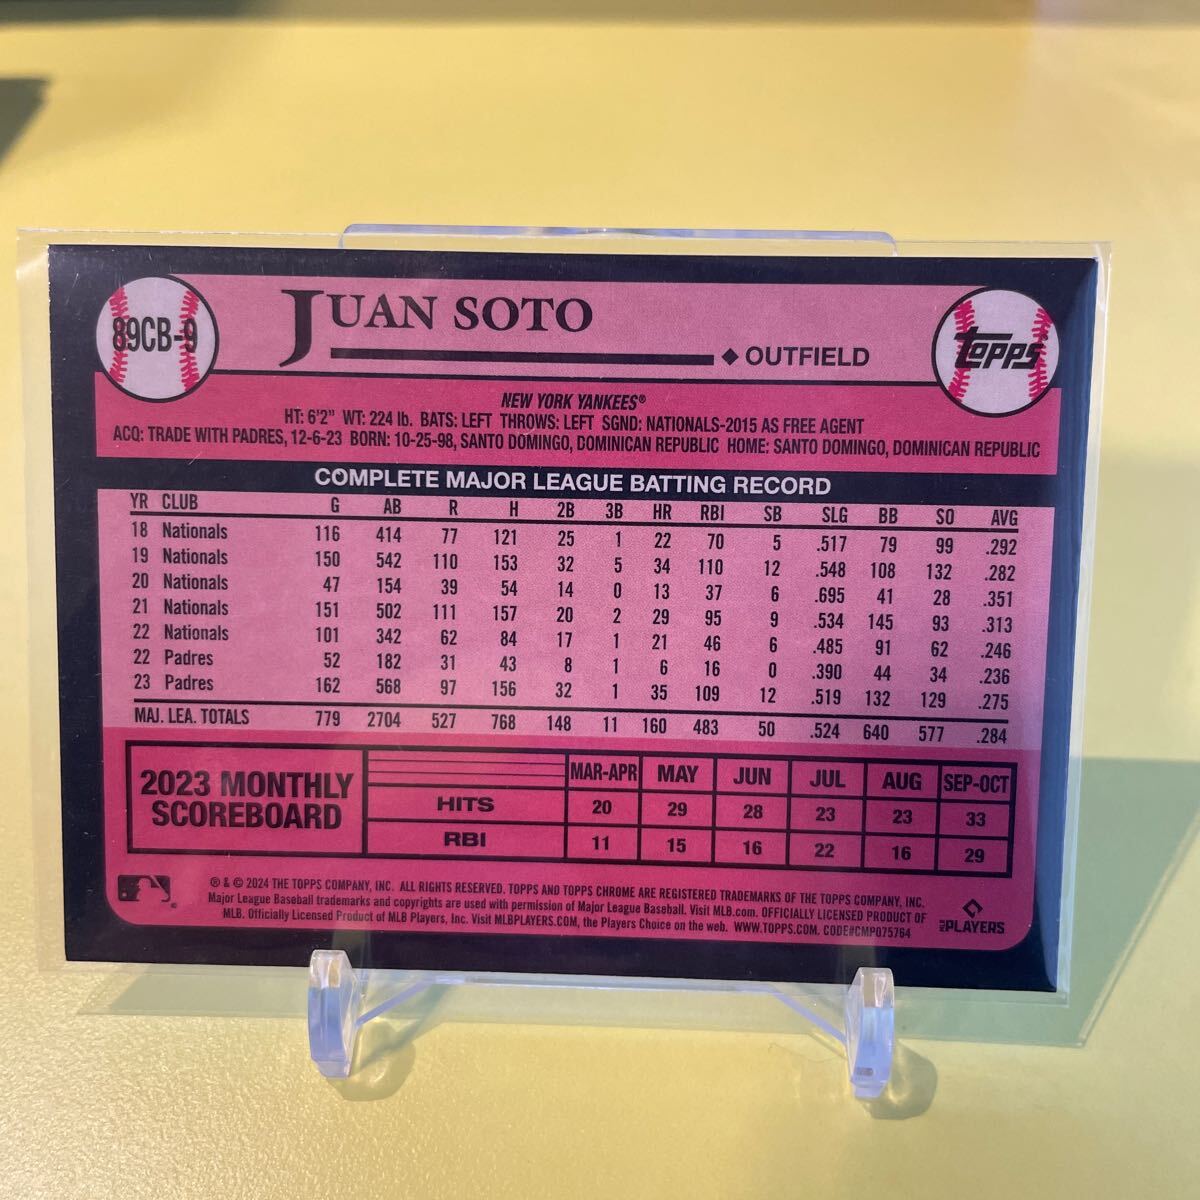 89CB-9
JUAN SOTO
◆ OUTFIELD
topps
NEW YORK YANKEES®
HT: 6'2" WT: 224 lb. BATS: LEFT THROWS: LEFT SGND: NATIONALS-2015 AS FREE AGENT
ACQ: TRADE WITH PADRES, 12-6-23 BORN: 10-25-98, SANTO DOMINGO, DOMINICAN REPUBLIC HOME: SANTO DOMINGO, DOMINICAN REPUBLIC
COMPLETE MAJOR LEAGUE BATTING RECORD
YR CLUB G AB R H 2B 3B HR RBI SB SLG BB SO AVG
18 Nationals 116 414 77 121 25 1 22 70 5 .517 79 99 .292
19 Nationals 150 542 110 153 32 5 34 110 12 .548 108 132 .282
20 Nationals 47 154 39 54 14 0 13 37 6 .695 41 28 .351
21 Nationals 151 502 111 157 20 2 29 95 9 .534 145 93 .313
22 Nationals 101 342 62 84 17 1 21 46 6 .485 91 62 .246
22 Padres 52 182 31 43 8 1 6 16 0 .390 44 34 .236
23 Padres 162 568 97 156 32 1 35 109 12 .519 132 129 .275
MAJ. LEA. TOTALS 779 2704 527 768 148 11 160 483 50 .524 640 577 .284
2023 MONTHLY SCOREBOARD
MAR-APR MAY JUN JUL AUG SEP-OCT
HITS 20 29 28 23 23 33
RBI 11 15 16 22 16 29
® & © 2024 THE TOPPS COMPANY, INC. ALL RIGHTS RESERVED. TOPPS AND TOPPS CHROME ARE REGISTERED TRADEMARKS OF THE TOPPS COMPANY, INC.
Major League Baseball trademarks and copyrights are used with permission of Major League Baseball. Visit MLB.com. OFFICIALLY LICENSED PRODUCT OF
MLB. Officially Licensed Product of MLB Players, Inc. Visit MLBPLAYERS.COM, the Players Choice on the web. WWW.TOPPS.COM. CODE#CMP075764
MLB PLAYERS